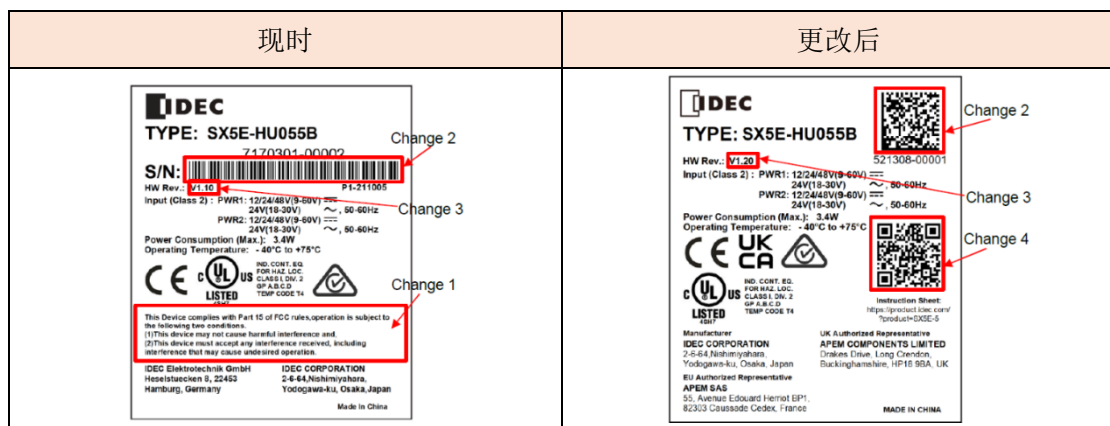 现时
更改后
IDEC
TYPE: SX5E-HU055B
7170301-00002
S/N:
HW Rev.: V1.10
P1-211005
Input (Class 2) : PWR1: 12/24/48V(9-60V)
24V(18-30V) ～, 50-60Hz
PWR2: 12/24/48V(9-60V)
24V(18-30V) ～, 50-60Hz
Power Consumption (Max.): 3.4W
Operating Temperature: - 40°C to +75°C
CE
C UL US
LISTED
4SH7
IND. CONT. EQ.
FOR HAZ. LOC.
CLASS I, DIV. 2
GP A.B.C.D
TEMP CODE T4
This Device complies with Part 15 of FCC rules,operation is subject to
the following two conditions.
(1)This device may not cause harmful interference and,
(2)This device must accept any interference received, including
interference that may cause undesired operation.
IDEC Elektrotechnik GmbH
Heselstuecken 8, 22453
Hamburg, Germany
IDEC CORPORATION
2-6-64,Nishimiyahara,
Yodogawa-ku, Osaka,Japan
Made In China
Change 2
Change 3
Change 1
IDEC
TYPE: SX5E-HU055B
521308-00001
HW Rev.: V1.20
Input (Class 2) : PWR1: 12/24/48V(9-60V)
24V(18-30V) ～, 50-60Hz
PWR2: 12/24/48V(9-60V)
24V(18-30V) ～, 50-60Hz
Power Consumption (Max.): 3.4W
Operating Temperature: - 40°C to +75°C
CE
UK
CA
C UL US
LISTED
4SH7
IND. CONT. EQ.
FOR HAZ. LOC.
CLASS I, DIV. 2
GP A.B.C.D
TEMP CODE T4
Instruction Sheet:
https://product.idec.com/
?product=SX5E-5
Manufacturer
IDEC CORPORATION
2-6-64,Nishimiyahara,
Yodogawa-ku, Osaka, Japan
UK Authorized Representative
APEM COMPONENTS LIMITED
Drakes Drive, Long Crendon,
Buckinghamshire, HP18 9BA, UK
EU Authorized Representative
APEM SAS
55, Avenue Edouard Herriot BP1,
82303 Caussade Cedex, France
MADE IN CHINA
Change 2
Change 3
Change 4